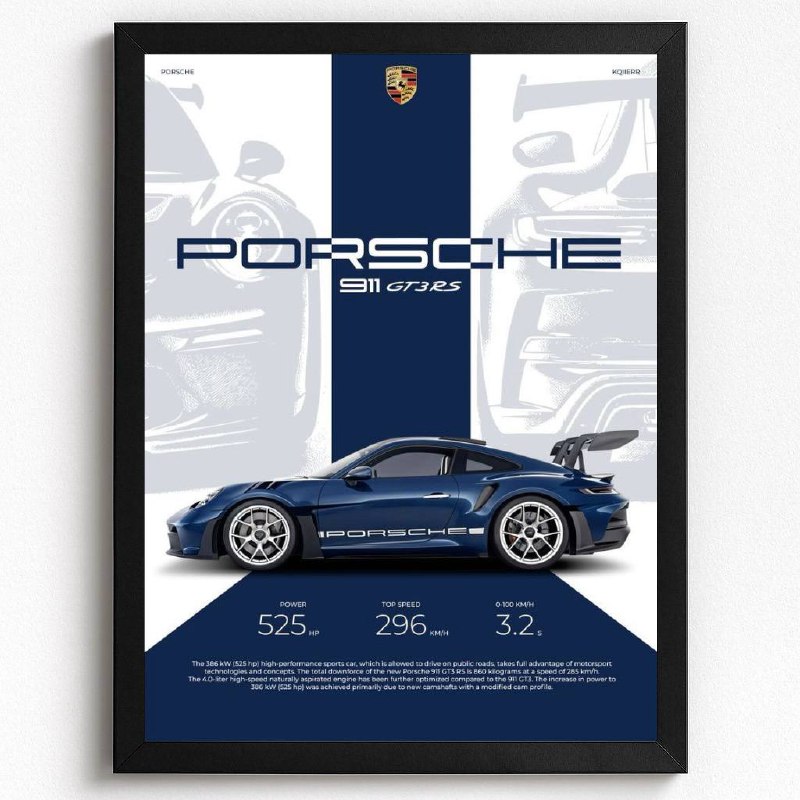 PORSCHE
KQ11ERR
PORSCHE
911 GT3RS
PORSCHE
POWER
TOP SPEED
0-100 KM/H
525 HP
296 KM/H
3.2 S
The 386 kW (525 hp) high-performance sports car, which is allowed to drive on public roads, takes full advantage of motorsport
technologies and concepts. The total downforce of the new Porsche 911 GT3 RS is 860 kilograms at a speed of 285 km/h.
The 4.0-liter high-speed naturally aspirated engine has been further optimized compared to the 911 GT3. The increase in power to
386 kW (525 hp) was achieved primarily due to new camshafts with a modified cam profile.